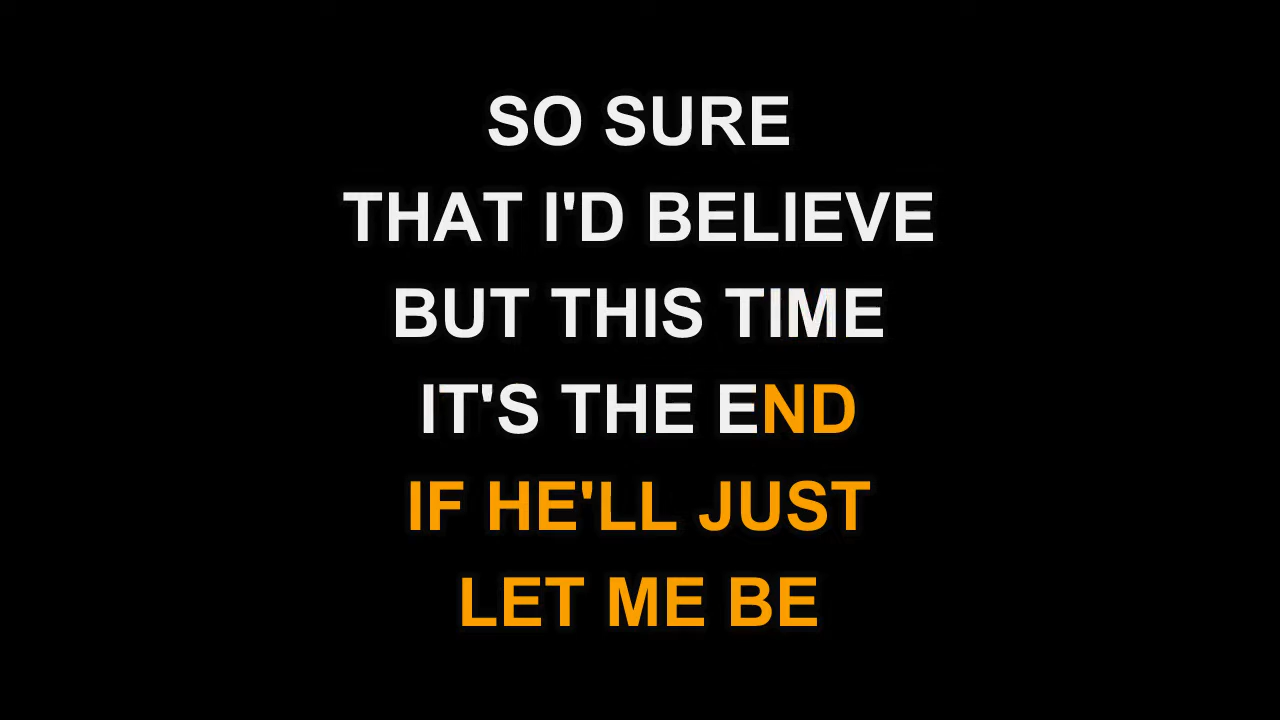 SO SURE
THAT I'D BELIEVE
BUT THIS TIME
IT'S THE END
IF HE'LL JUST
LET ME BE